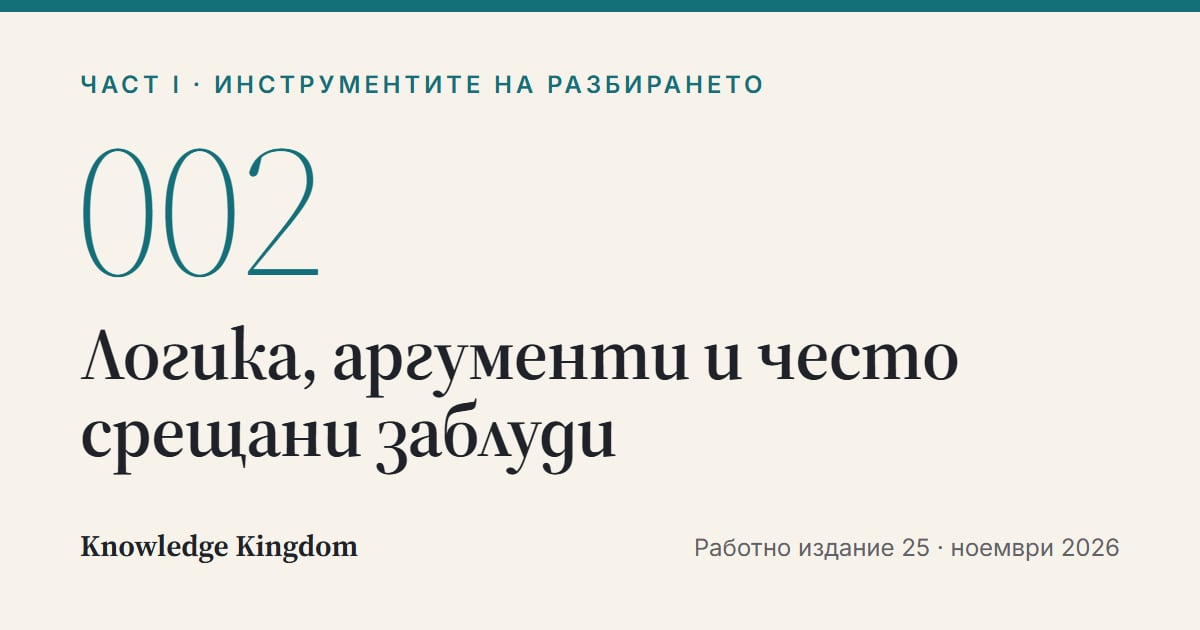 ЧАСТ I · ИНСТРУМЕНТИТЕ НА РАЗБИРАНЕТО
002
Логика, аргументи и често
срещани заблуди
Knowledge Kingdom
Работно издание 25 · ноември 2026